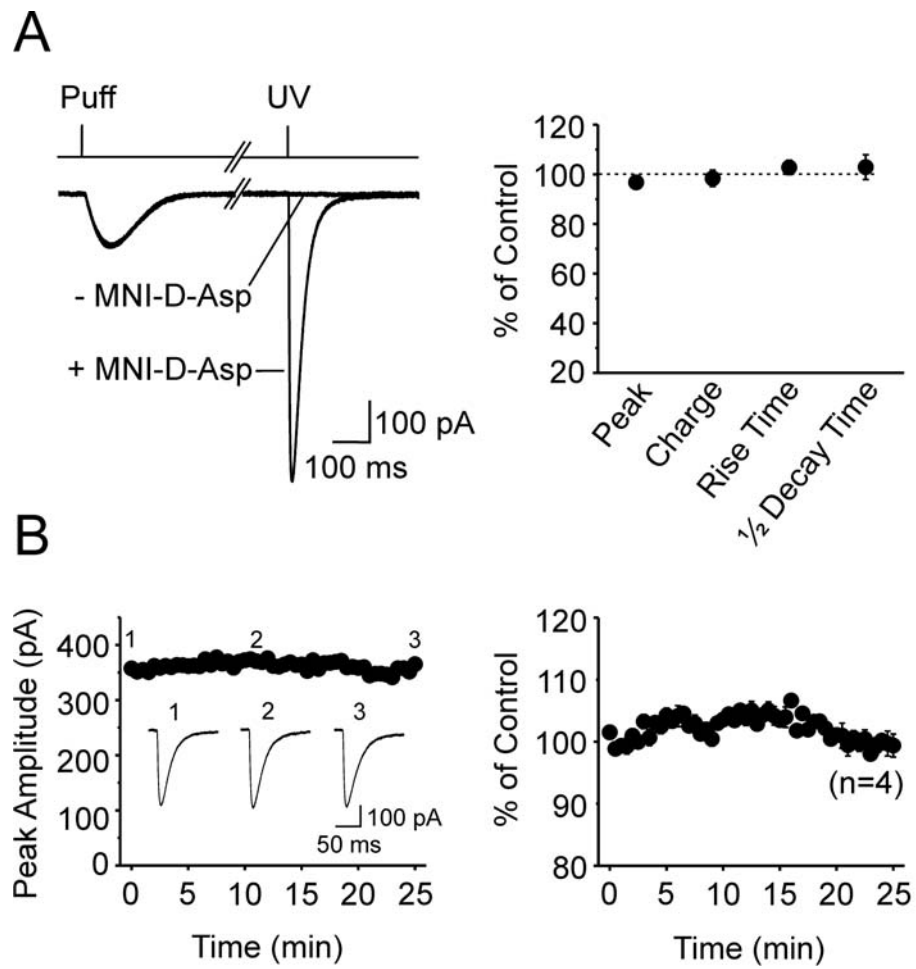 A
Puff
UV
- MNI-D-Asp
+ MNI-D-Asp
100 pA
100 ms
% of Control
120
100
80
60
40
20
Peak
Charge
Rise Time
½ Decay Time
B
Peak Amplitude (pA)
400
300
200
100
0
1
2
3
1
2
3
100 pA
50 ms
0
5
10
15
20
25
Time (min)
% of Control
120
110
100
90
80
(n=4)
0
5
10
15
20
25
Time (min)